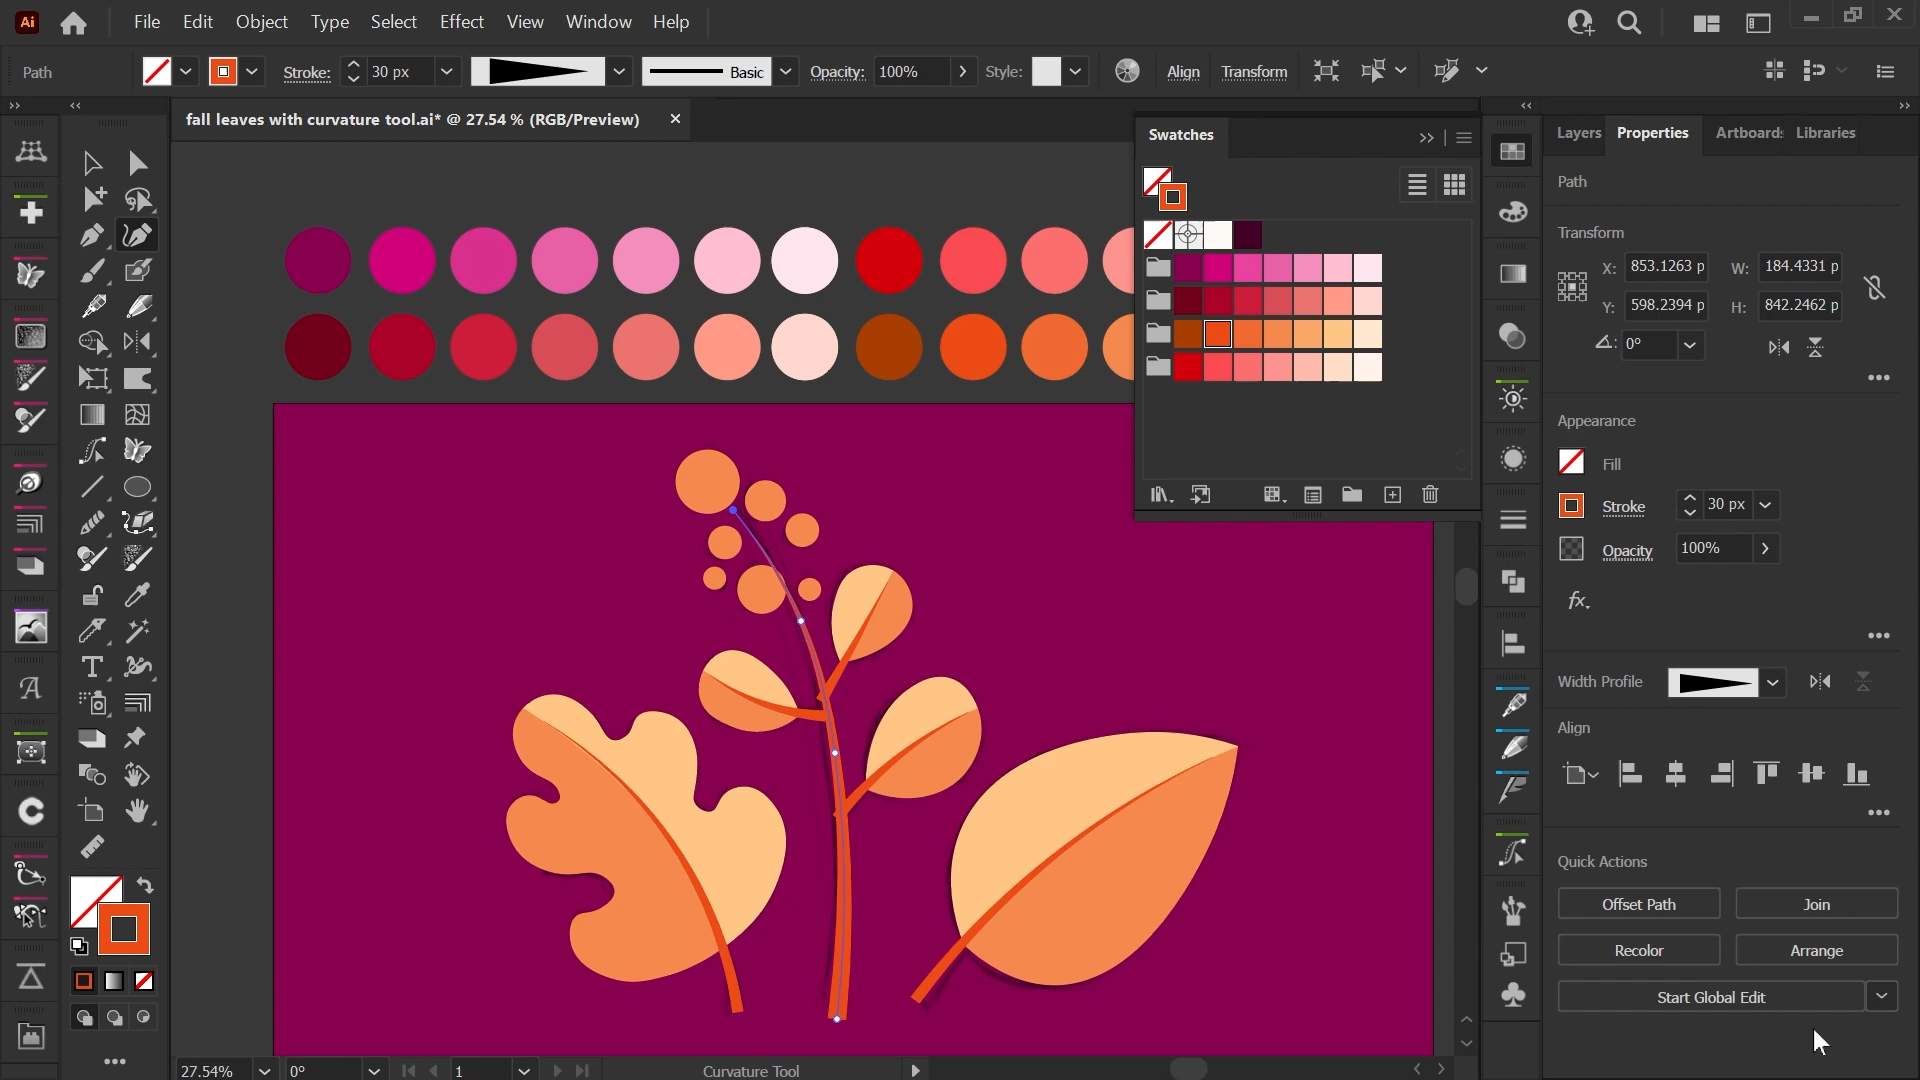 Ai File Edit Object Type Select Effect View Window Help
Path Stroke: 30 px Basic Opacity: 100% Style: Align Transform
fall leaves with curvature tool.ai* @ 27.54 % (RGB/Preview)
Swatches
Layers Properties Artboard Libraries
Path
Transform
X: 853.1263 p W: 184.4331 p
Y: 598.2394 p H: 842.2462 p
0°
Appearance
Fill
Stroke 30 px
Opacity 100%
fx.
Width Profile
Align
Quick Actions
Offset Path Join
Recolor Arrange
Start Global Edit
27.54% 0° 1 Curvature Tool